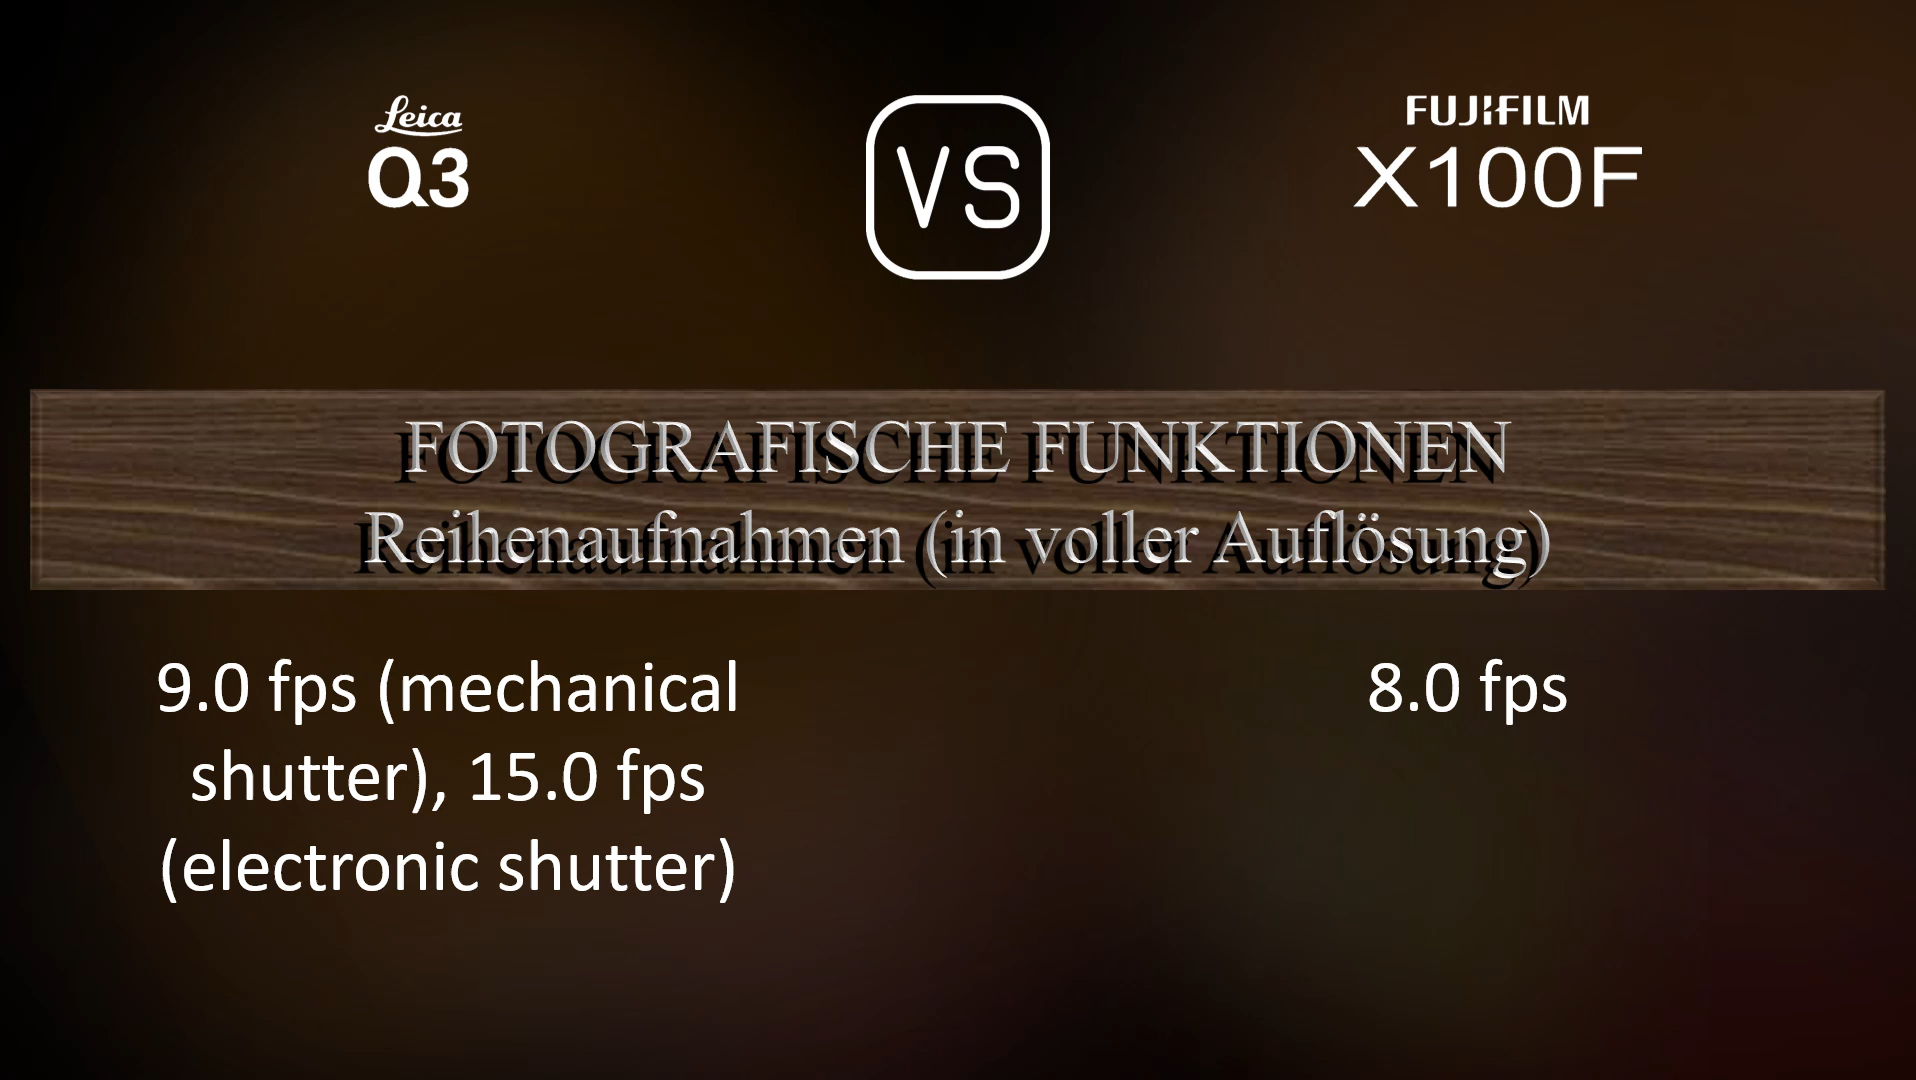 Leica
Q3
VS
FUJIFILM
X100F
FOTOGRAFISCHE FUNKTIONEN
Reihenaufnahmen (in voller Auflösung)
9.0 fps (mechanical
shutter), 15.0 fps
(electronic shutter)
8.0 fps